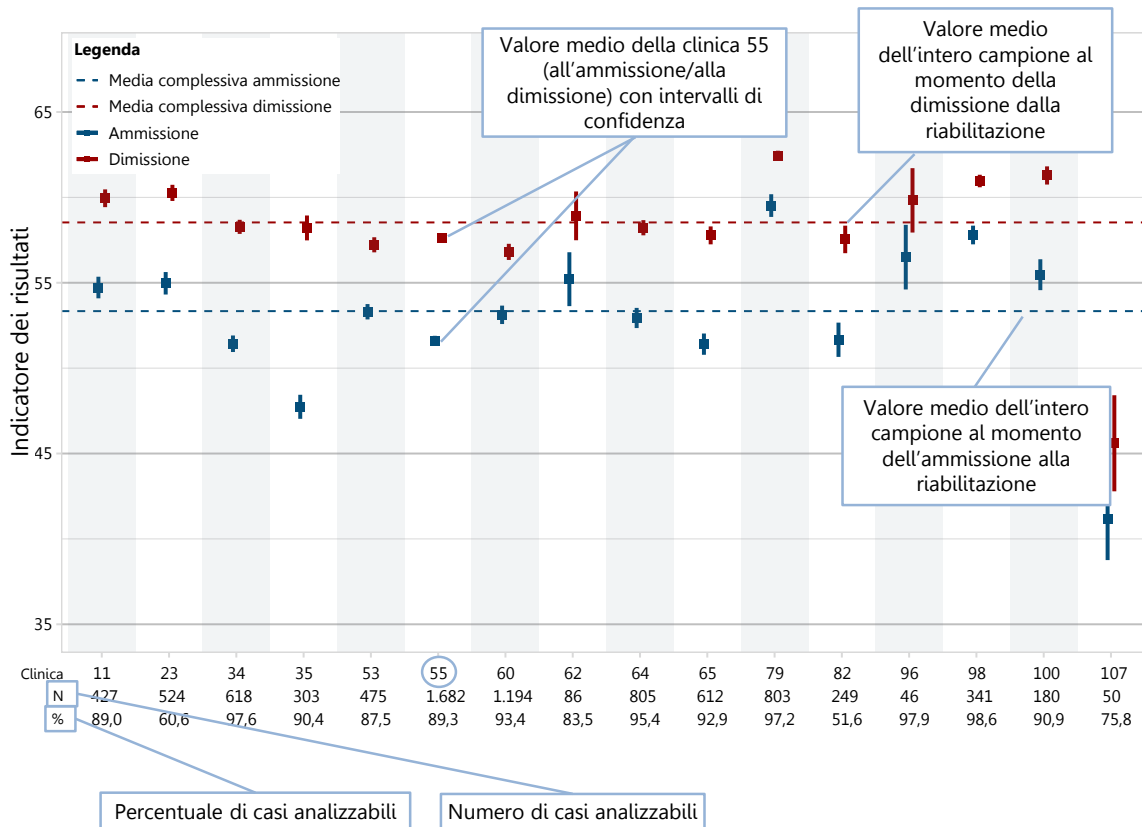 Legenda
Media complessiva ammissione
Media complessiva dimissione
Ammissione
Dimissione
Valore medio della clinica 55
(all'ammissione/alla
dimissione) con intervalli di
confidenza
Valore medio
dell'intero campione al
momento della
dimissione dalla
riabilitazione
Valore medio dell'intero
campione al momento
dell'ammissione alla
riabilitazione
Indicatore dei risultati
65
55
45
35
Clinica 11 23 34 35 53 55 60 62 64 65 79 82 96 98 100 107
N 427 524 618 303 475 1.682 1.194 86 805 612 803 249 46 341 180 50
% 89,0 60,6 97,6 90,4 87,5 89,3 93,4 83,5 95,4 92,9 97,2 51,6 97,9 98,6 90,9 75,8
Percentuale di casi analizzabili
Numero di casi analizzabili